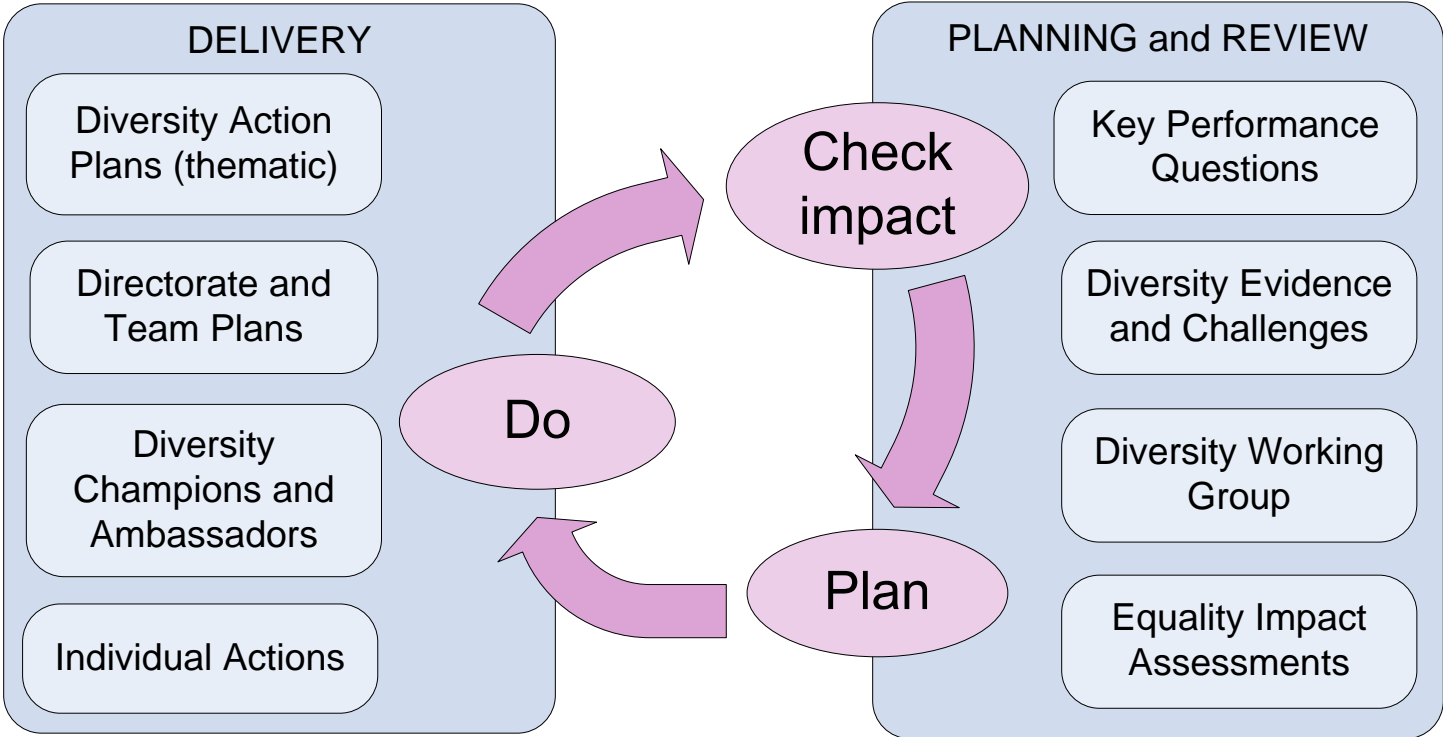 DELIVERY
Diversity Action
Plans (thematic)
Directorate and
Team Plans
Diversity
Champions and
Ambassadors
Individual Actions
Do
Check
impact
Plan
PLANNING and REVIEW
Key Performance
Questions
Diversity Evidence
and Challenges
Diversity Working
Group
Equality Impact
Assessments